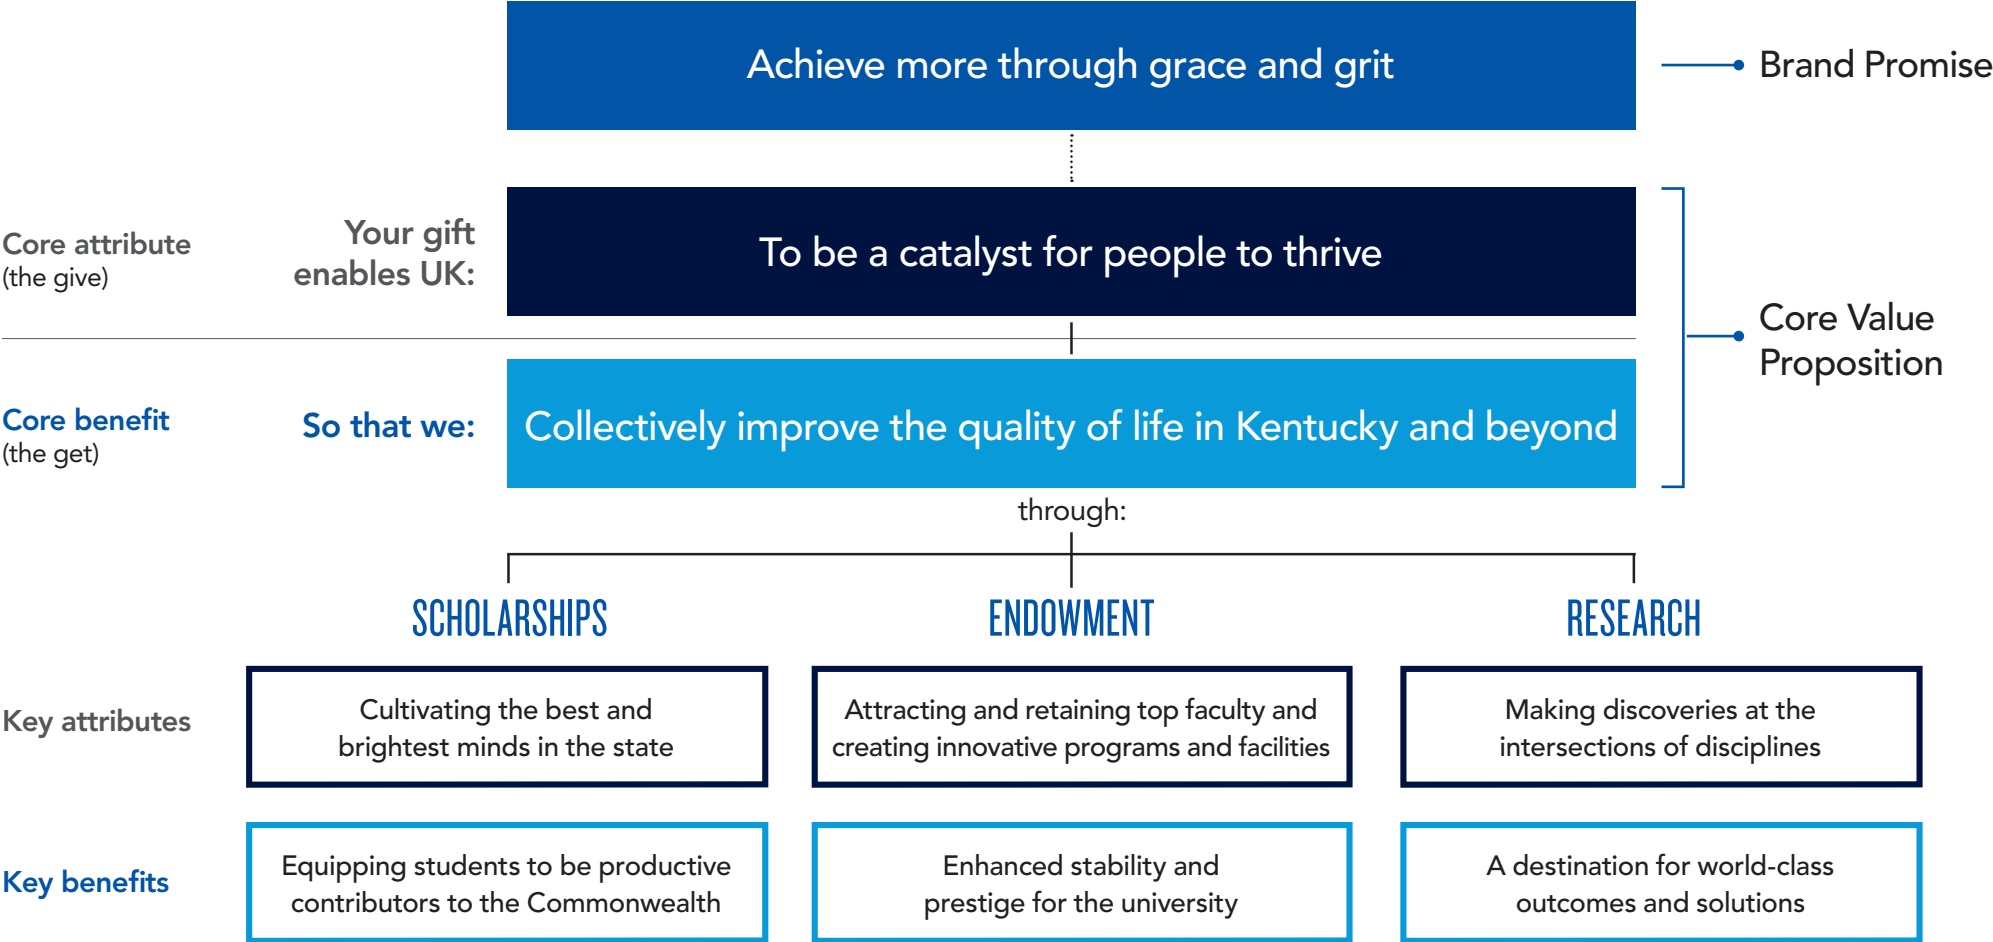 Achieve more through grace and grit
Brand Promise
Core attribute
(the give)
Your gift
enables UK:
To be a catalyst for people to thrive
Core Value
Proposition
Core benefit
(the get)
So that we:
Collectively improve the quality of life in Kentucky and beyond
through:
SCHOLARSHIPS
ENDOWMENT
RESEARCH
Key attributes
Cultivating the best and
brightest minds in the state
Attracting and retaining top faculty and
creating innovative programs and facilities
Making discoveries at the
intersections of disciplines
Key benefits
Equipping students to be productive
contributors to the Commonwealth
Enhanced stability and
prestige for the university
A destination for world-class
outcomes and solutions